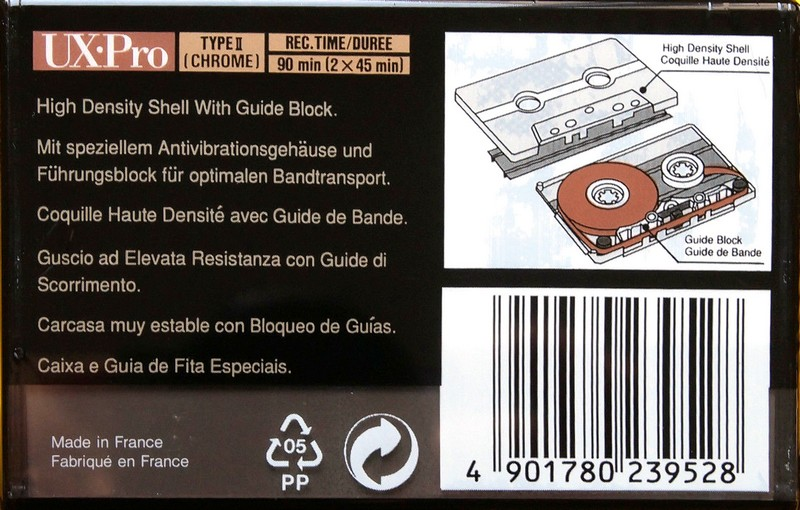 UX·Pro
TYPE II
(CHROME)
REC.TIME/DUREE
90 min (2×45 min)
High Density Shell With Guide Block.
Mit speziellem Antivibrationsgehäuse und
Führungsblock für optimalen Bandtransport.
Coquille Haute Densité avec Guide de Bande.
Guscio ad Elevata Resistanza con Guide di
Scorrimento.
Carcasa muy estable con Bloqueo de Guías.
Caixa e Guia de Fita Especiais.
Made in France
Fabriqué en France
05
PP
High Density Shell
Coquille Haute Densité
Guide Block
Guide de Bande
4 901780 239528